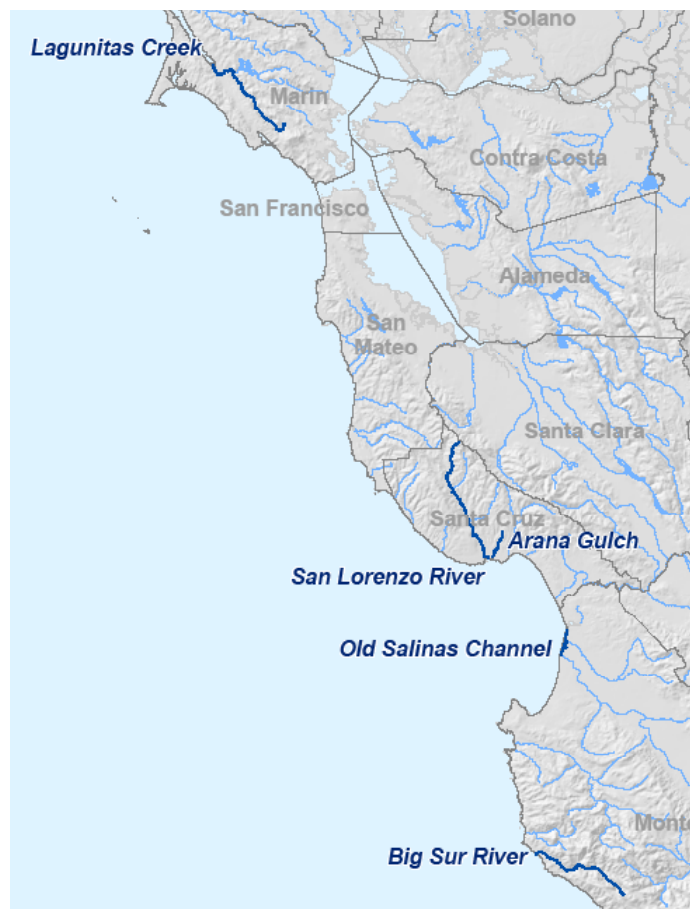 Solano
Lagunitas Creek
Marin
Contra Costa
San Francisco
Alameda
San
Mateo
Santa Clara
Santa Cruz
Arana Gulch
San Lorenzo River
Old Salinas Channel
Monte
Big Sur River